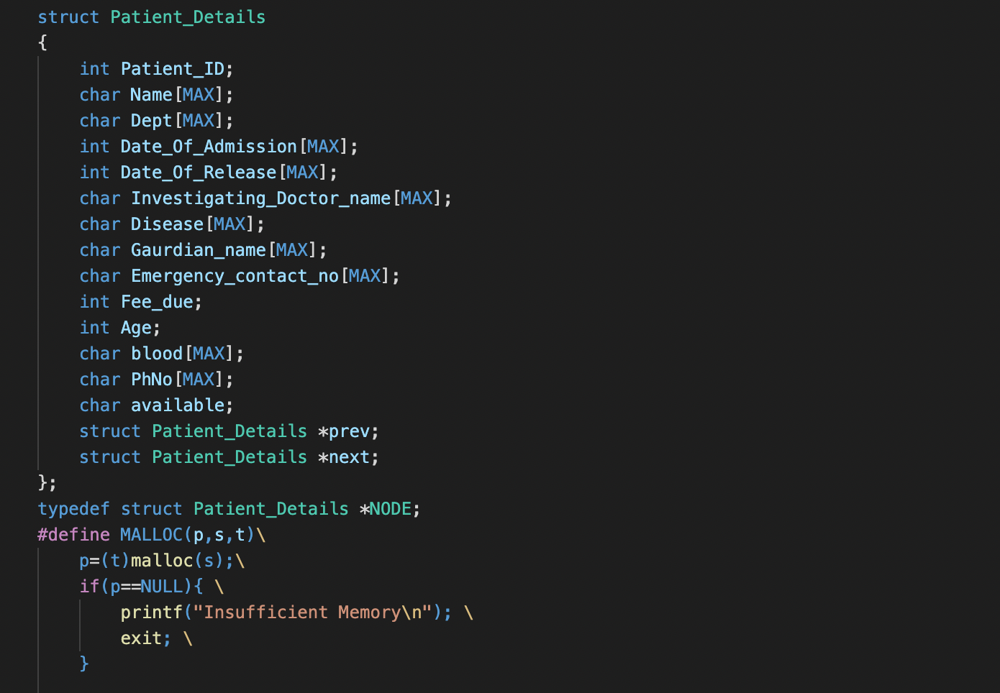 struct Patient_Details
{
    int Patient_ID;
    char Name[MAX];
    char Dept[MAX];
    int Date_Of_Admission[MAX];
    int Date_Of_Release[MAX];
    char Investigating_Doctor_name[MAX];
    char Disease[MAX];
    char Gaurdian_name[MAX];
    char Emergency_contact_no[MAX];
    int Fee_due;
    int Age;
    char blood[MAX];
    char PhNo[MAX];
    char available;
    struct Patient_Details *prev;
    struct Patient_Details *next;
};
typedef struct Patient_Details *NODE;
#define MALLOC(p,s,t)\
    p=(t)malloc(s);\
    if(p==NULL){ \
        printf("Insufficient Memory\n"); \
        exit; \
    }